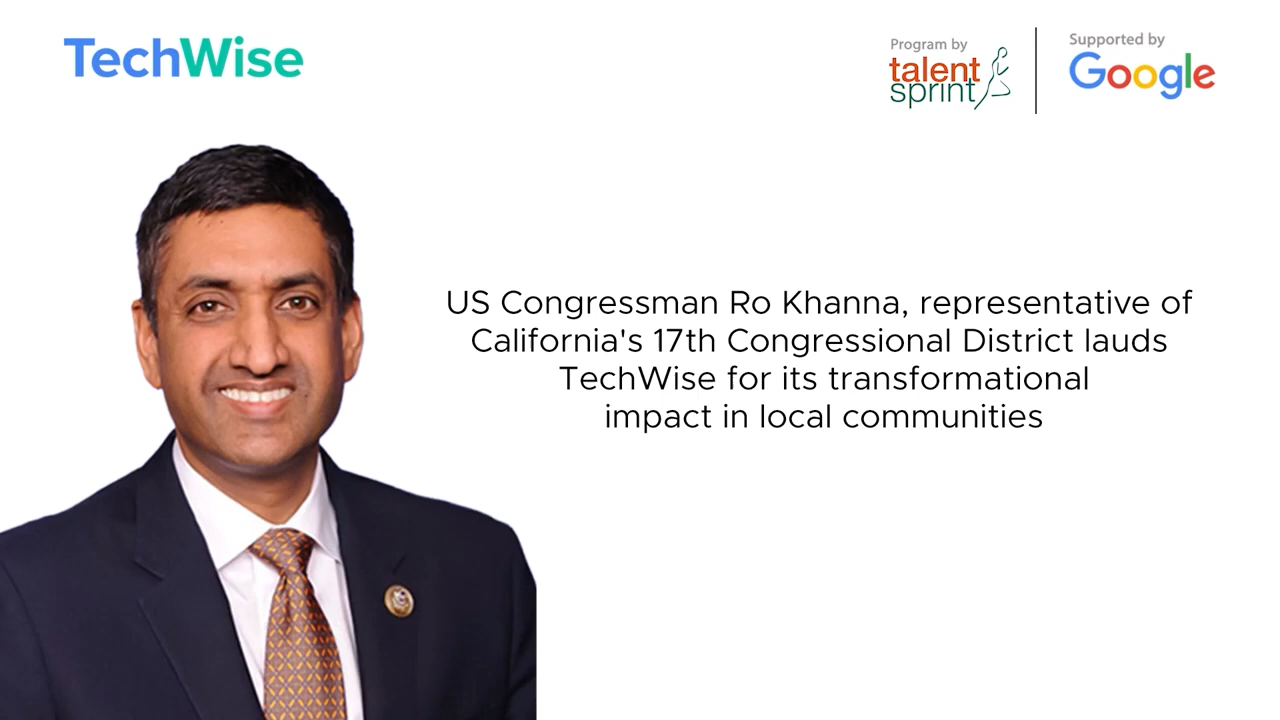 TechWise
Program by
talent
sprint
Supported by
Google
US Congressman Ro Khanna, representative of
California's 17th Congressional District lauds
TechWise for its transformational
impact in local communities